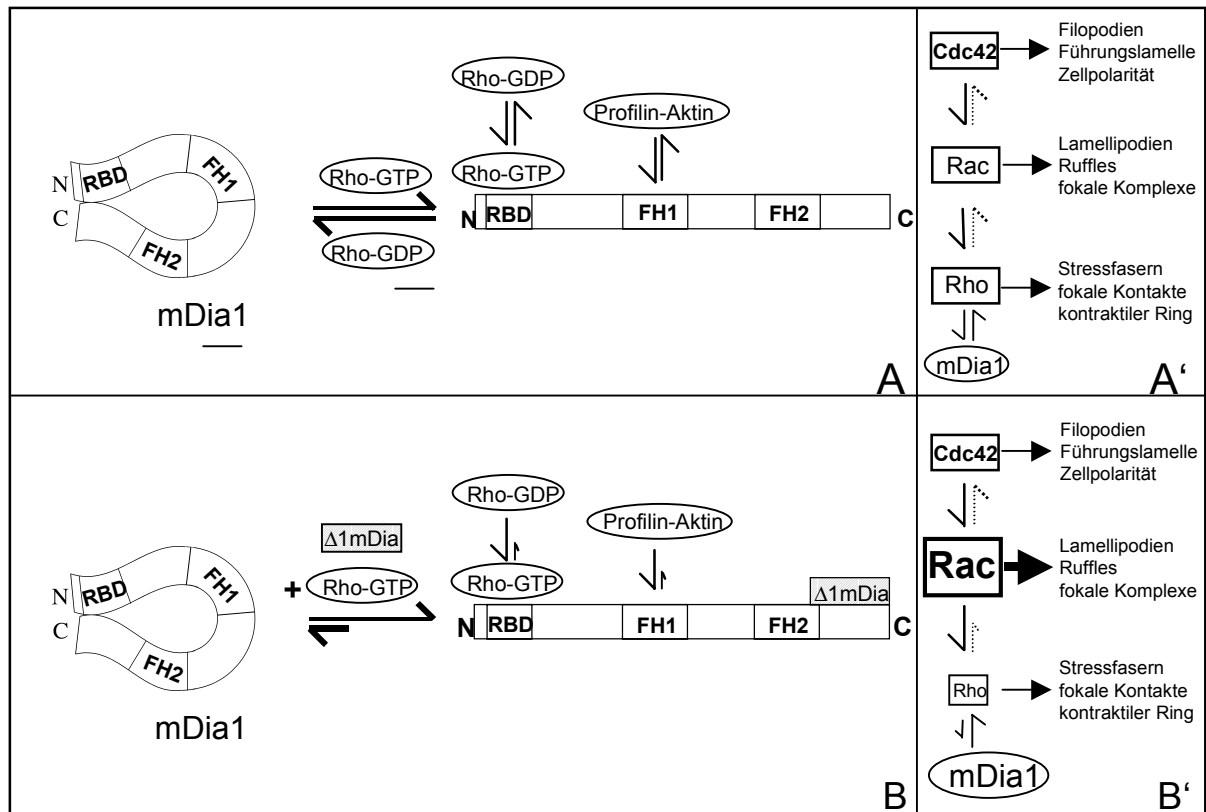 N
RBD
FH1
C
FH2
mDia1
Rho-GTP
Rho-GDP
Rho-GDP
Rho-GTP
Profilin-Aktin
N RBD FH1 FH2 C
A
Cdc42
Filopodien
Führungslamelle
Zellpolarität
Rac
Lamellipodien
Ruffles
fokale Komplexe
Rho
Stressfasern
fokale Kontakte
kontraktiler Ring
mDia1
A‘
N
RBD
FH1
C
FH2
mDia1
Δ1mDia
+ Rho-GTP
Rho-GDP
Rho-GTP
Profilin-Aktin
Δ1mDia
N RBD FH1 FH2 C
B
Cdc42
Filopodien
Führungslamelle
Zellpolarität
Rac
Lamellipodien
Ruffles
fokale Komplexe
Rho
Stressfasern
fokale Kontakte
kontraktiler Ring
mDia1
B‘